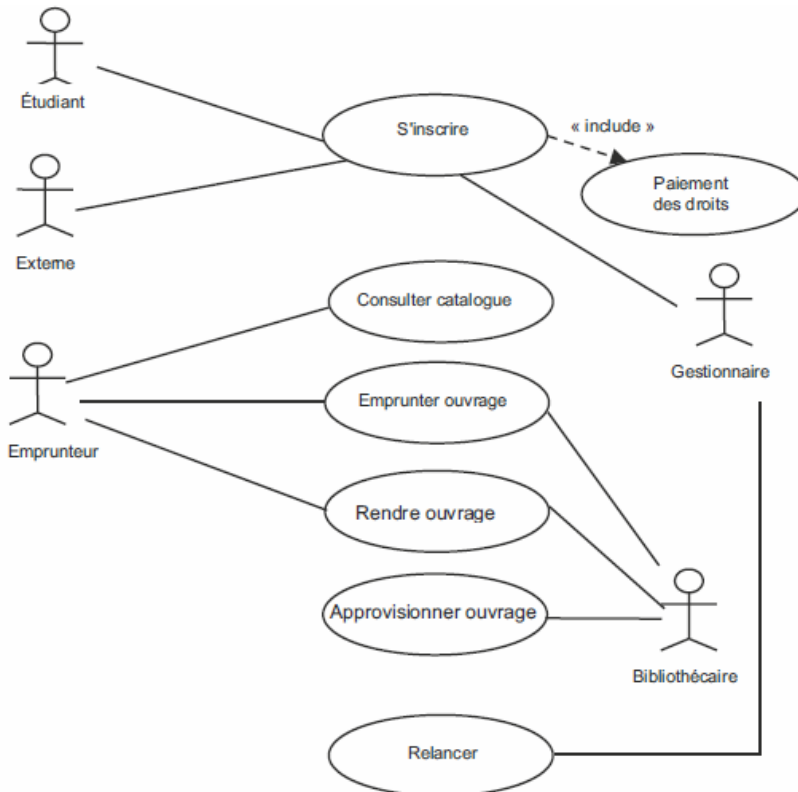 Étudiant
S'inscrire
« include »
Paiement
des droits
Externe
Consulter catalogue
Gestionnaire
Emprunter ouvrage
Emprunteur
Rendre ouvrage
Approvisionner ouvrage
Bibliothécaire
Relancer